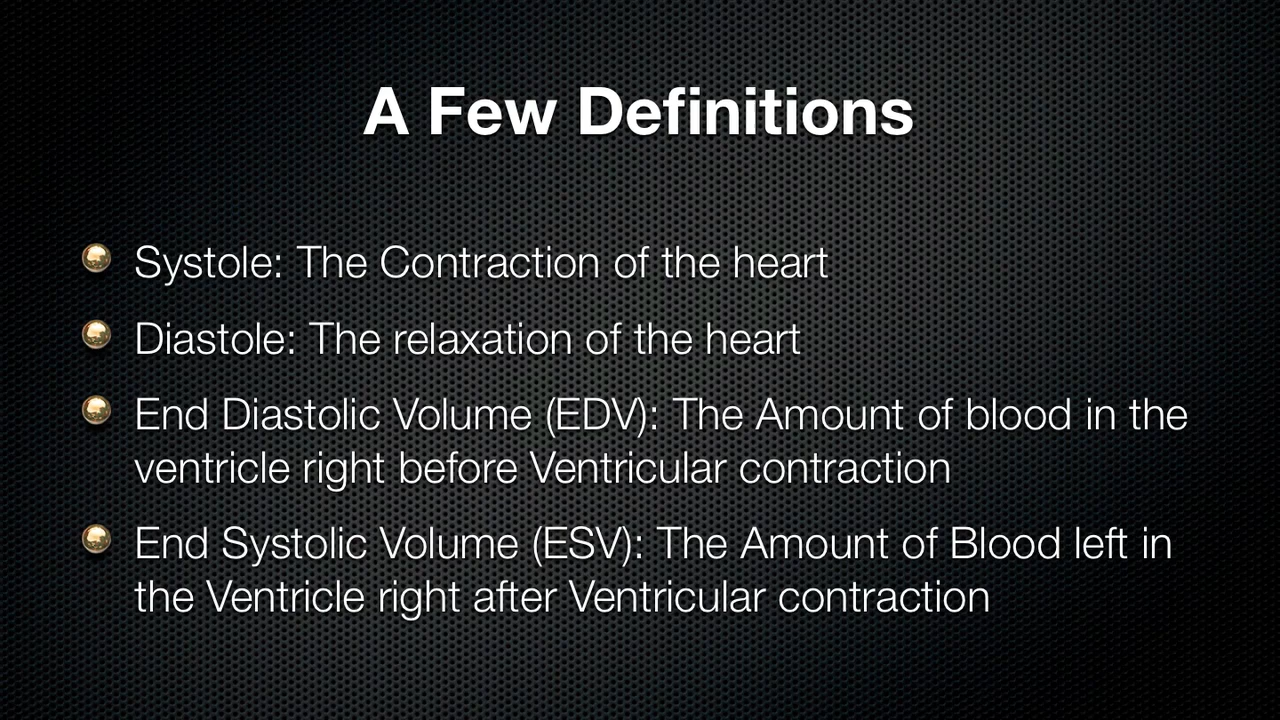 A Few Definitions
Systole: The Contraction of the heart
Diastole: The relaxation of the heart
End Diastolic Volume (EDV): The Amount of blood in the
ventricle right before Ventricular contraction
End Systolic Volume (ESV): The Amount of Blood left in
the Ventricle right after Ventricular contraction